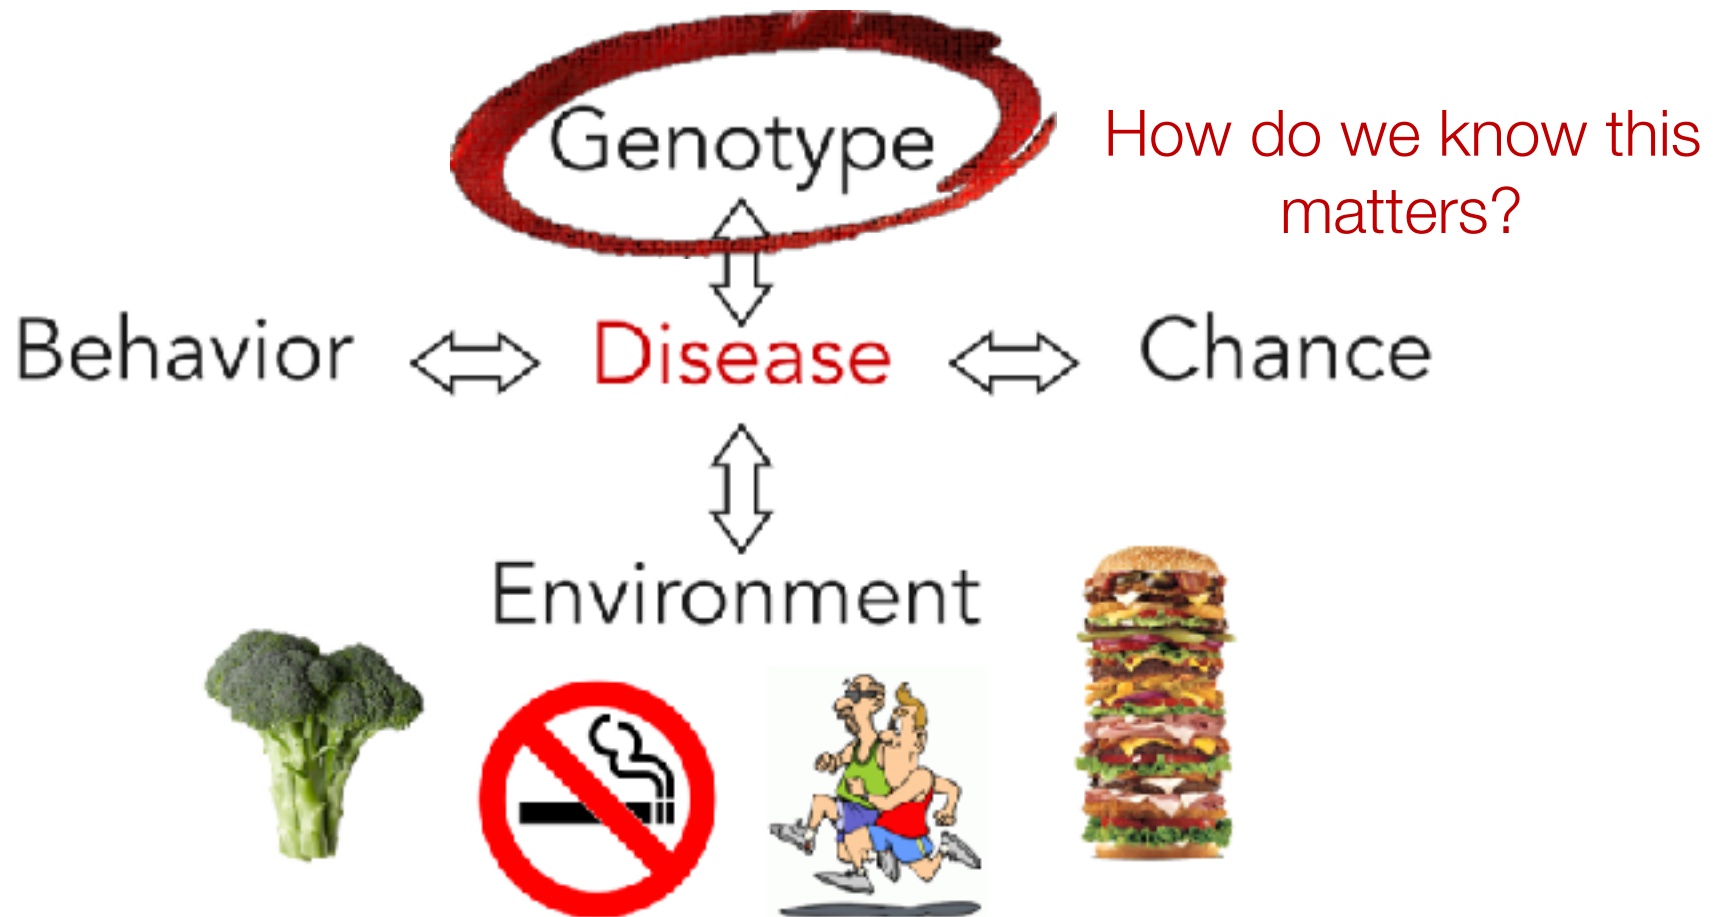 Genotype
How do we know this
matters?
Behavior
Disease
Chance
Environment